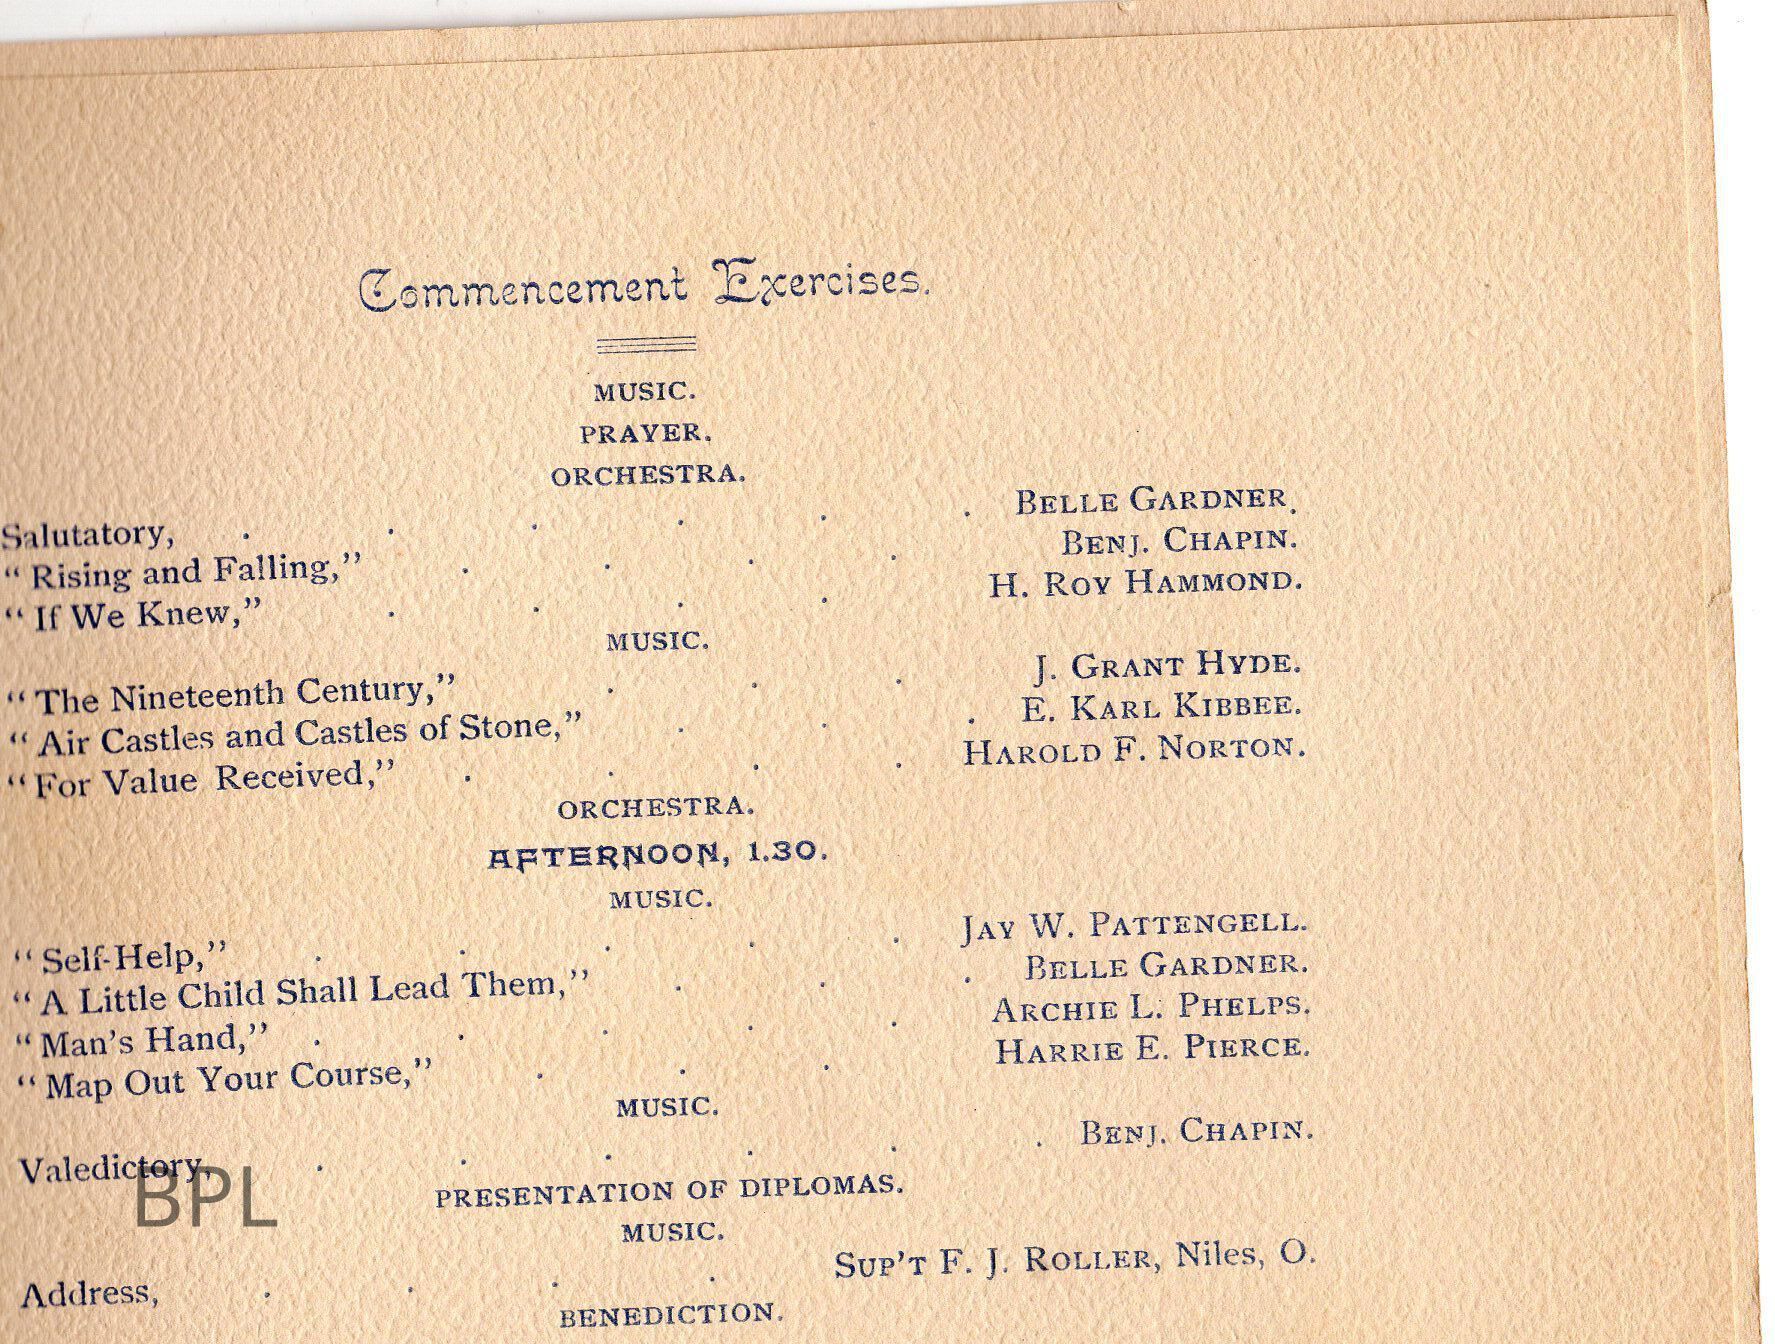 Commencement Exercises.
MUSIC.
PRAYER.
ORCHESTRA.
Salutatory, . . . . . . BELLE GARDNER.
“Rising and Falling,” . . . . BENJ. CHAPIN.
“If We Knew,” . . . . H. ROY HAMMOND.
MUSIC.
“The Nineteenth Century,” . . . J. GRANT HYDE.
“Air Castles and Castles of Stone,” . . . E. KARL KIBBEE.
“For Value Received,” . . . . HAROLD F. NORTON.
ORCHESTRA.
AFTERNOON, 1.30.
MUSIC.
“Self-Help,” . . . . . JAY W. PATTENGELL.
“A Little Child Shall Lead Them,” . . . BELLE GARDNER.
“Man’s Hand,” . . . . . ARCHIE L. PHELPS.
“Map Out Your Course,” . . . HARRIE E. PIERCE.
MUSIC.
Valedictory, . . . . . . BENJ. CHAPIN.
BPL
PRESENTATION OF DIPLOMAS.
MUSIC.
Address, . . . . SUP’T F. J. ROLLER, Niles, O.
BENEDICTION.